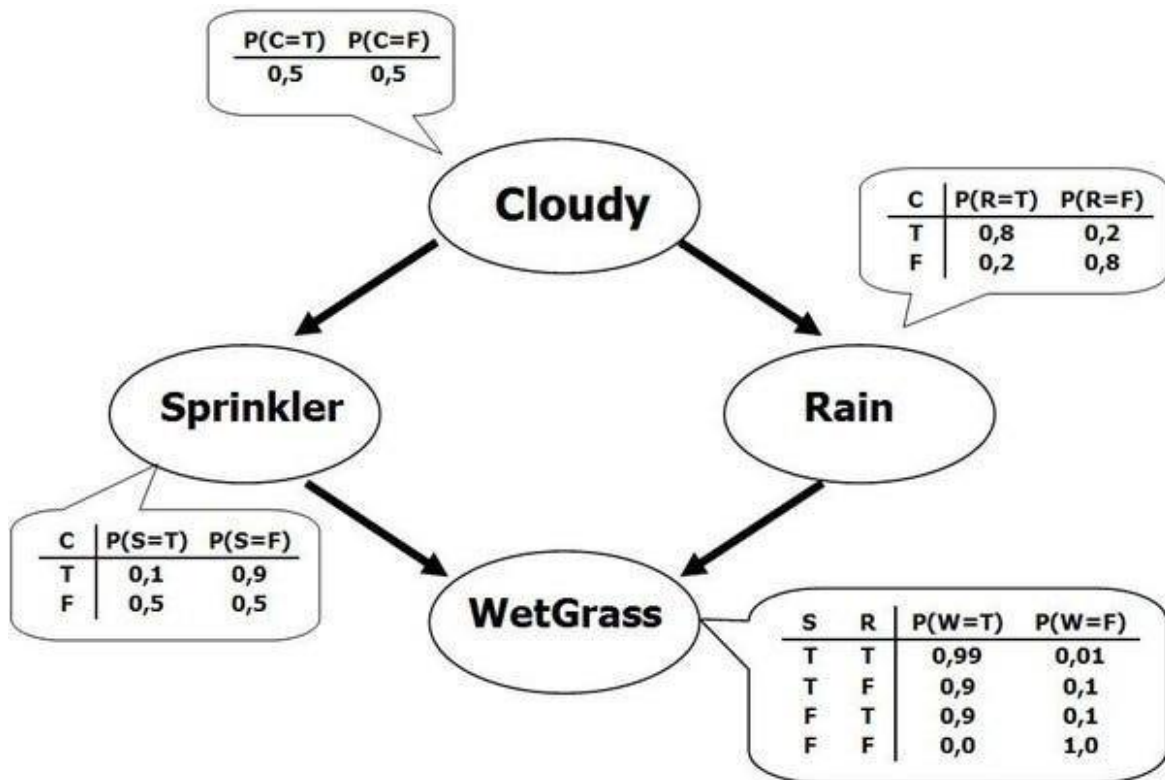 P(C=T) P(C=F)
0,5 0,5
Cloudy
C P(R=T) P(R=F)
T 0,8 0,2
F 0,2 0,8
Sprinkler
Rain
C P(S=T) P(S=F)
T 0,1 0,9
F 0,5 0,5
WetGrass
S R P(W=T) P(W=F)
T T 0,99 0,01
T F 0,9 0,1
F T 0,9 0,1
F F 0,0 1,0